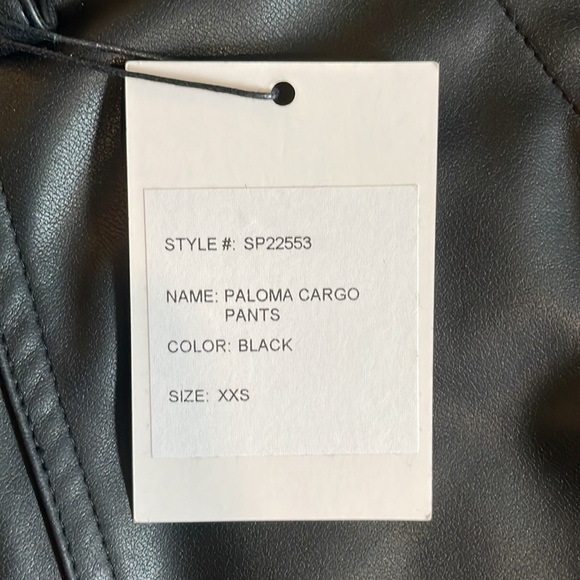 STYLE #: SP22553
NAME: PALOMA CARGO
PANTS
COLOR: BLACK
SIZE: XXS